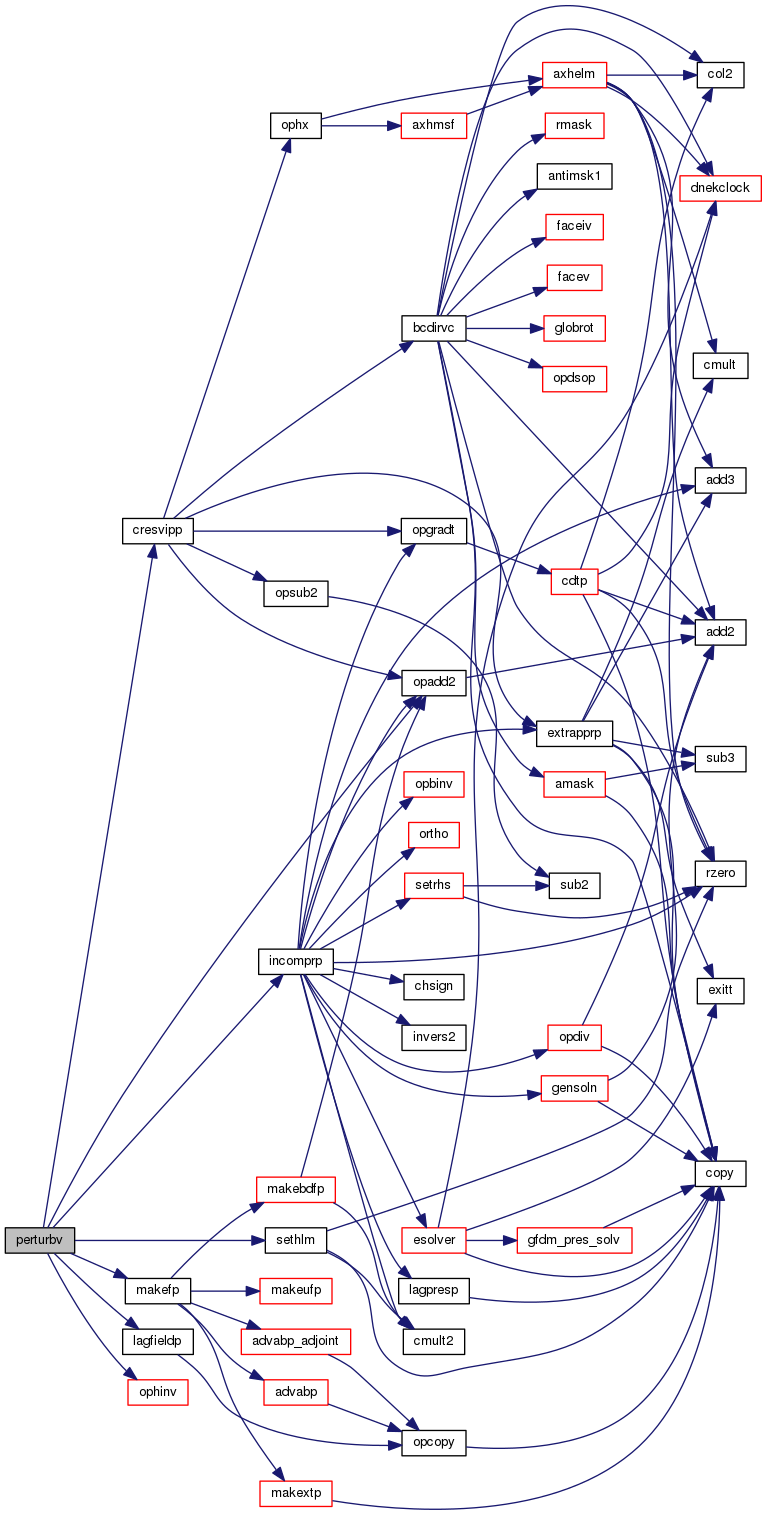 axhelm
col2
ophx
axhmsf
rmask
antimsk1
dnekclock
faceiv
facev
bcdirvc
globrot
cmult
opdsop
add3
cresvipp
opgradt
cdtp
opsub2
add2
opadd2
extrapprp
sub3
opbinv
amask
ortho
rzero
setrhs
sub2
incomprp
chsign
exitt
invers2
opdiv
gensoln
copy
makebdfp
perturbv
sethlm
esolver
gfdm_pres_solv
makefp
makeufp
lagpresp
lagfieldp
advabp_adjoint
cmult2
ophinv
advabp
opcopy
makextp